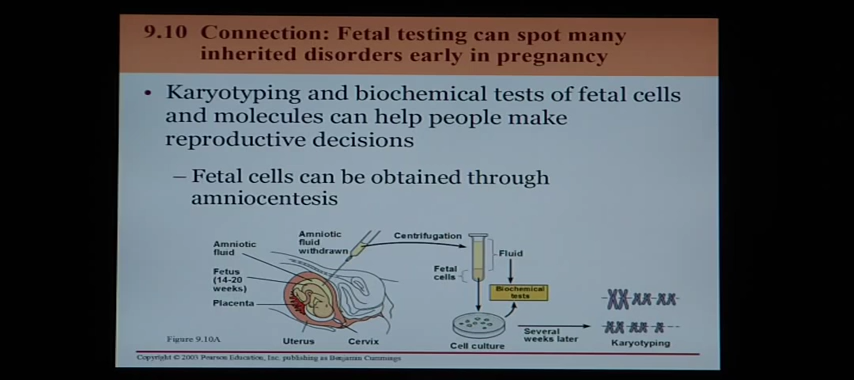 9.10 Connection: Fetal testing can spot many
inherited disorders early in pregnancy
• Karyotyping and biochemical tests of fetal cells
and molecules can help people make
reproductive decisions
– Fetal cells can be obtained through
amniocentesis
Amniotic
fluid
withdrawn
Centrifugation
Amniotic
fluid
Fluid
Fetus
(14-20
weeks)
Fetal
cells
Biochemical
tests
Placenta
Figure 9.10A
Uterus
Cervix
Cell culture
Several
weeks later
Karyotyping
Copyright © 2003 Pearson Education, Inc. publishing as Benjamin Cummings